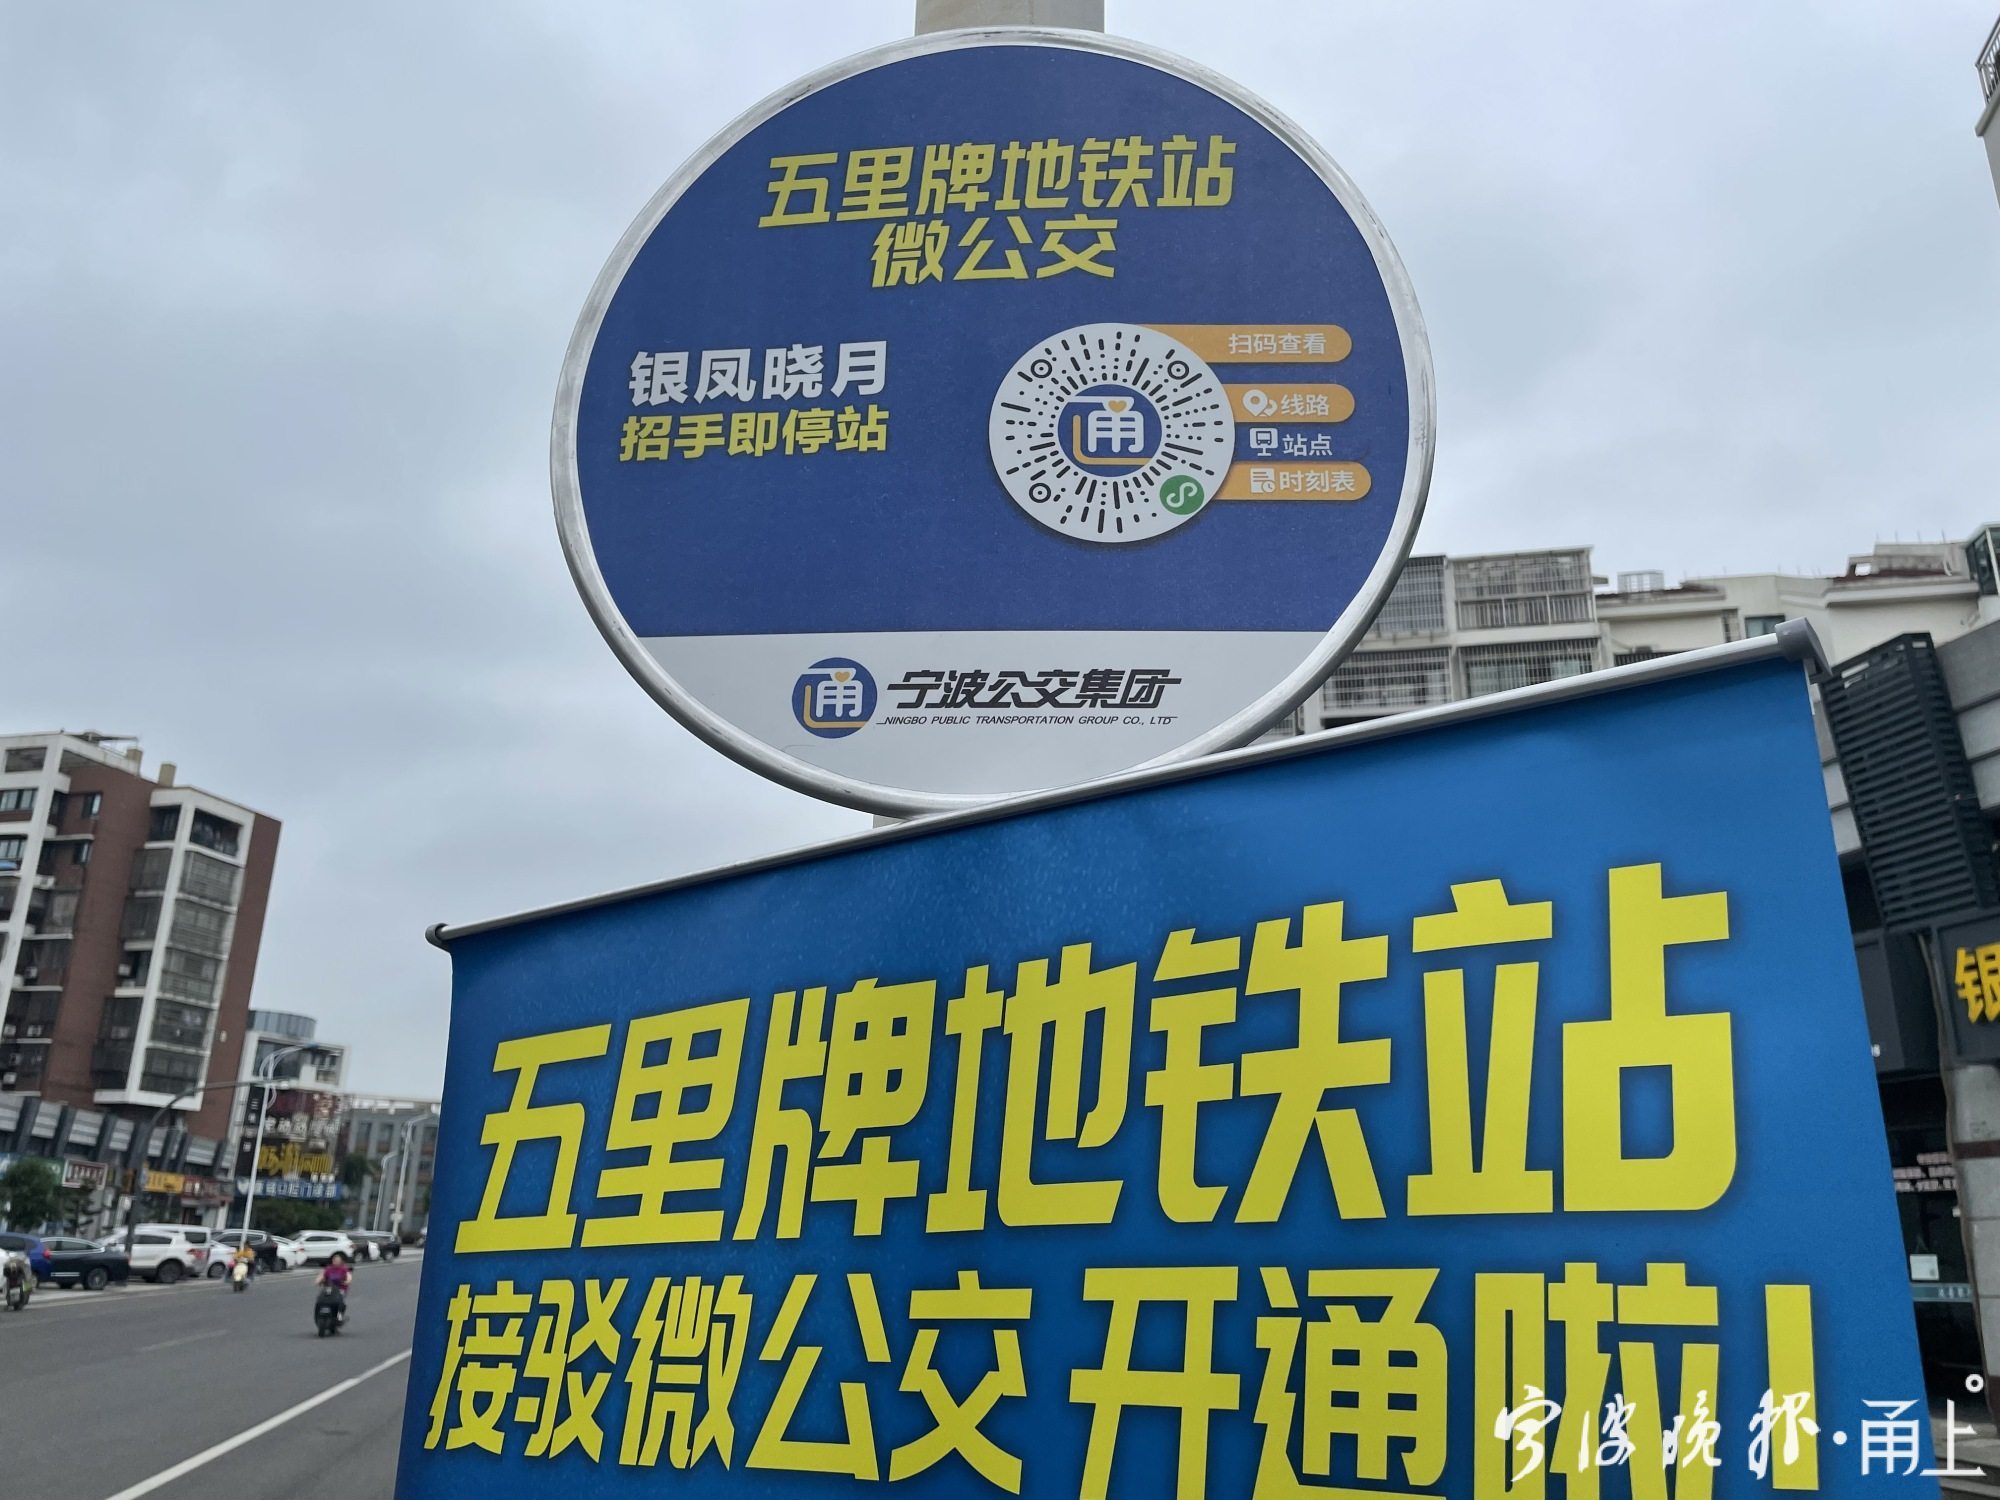 五里牌地铁站
微公交
银凤晓月
招手即停站
扫码查看
线路
站点
时刻表
甬
宁波公交集团
NINGBO PUBLIC TRANSPORTATION GROUP CO., LTD
五里牌地铁站
接驳微公交 开通啦!
银
宁波晚报·甬上